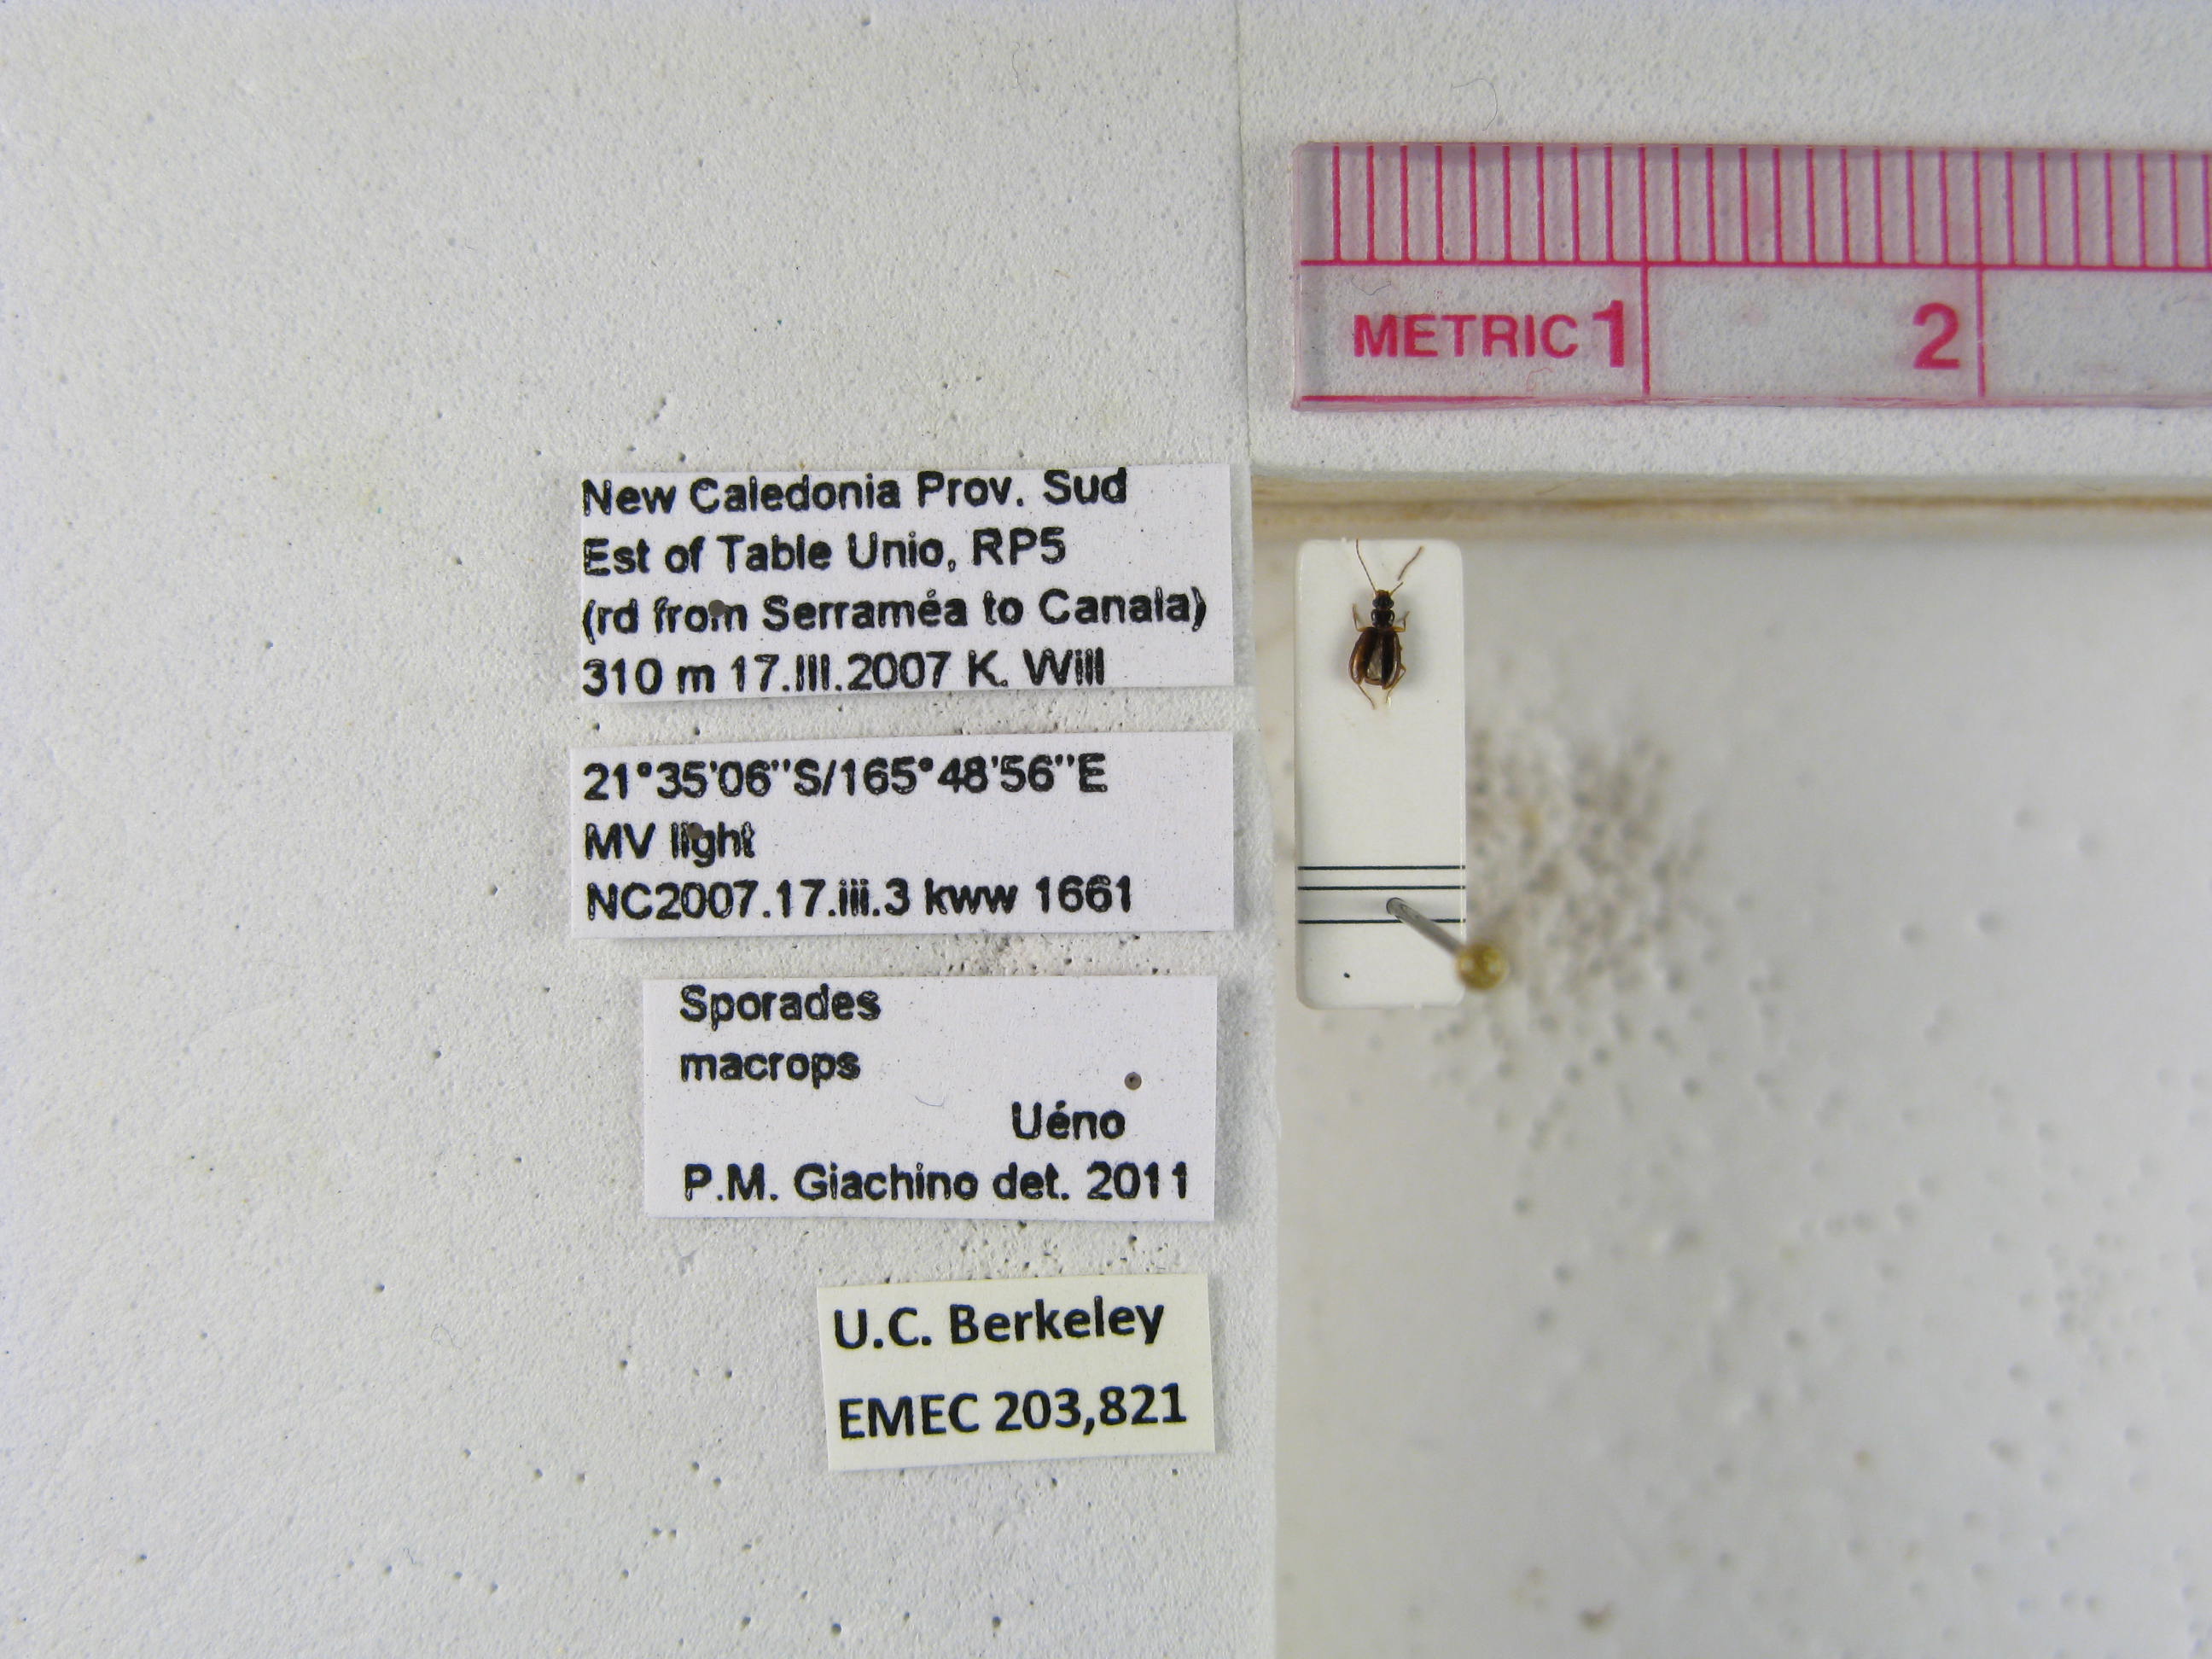 METRIC 1 2
New Caledonia Prov. Sud
Est of Table Unio, RP5
(rd from Serraméa to Canala)
310 m 17.III.2007 K. Will
21°35'06''S/165°48'56''E
MV light
NC2007.17.iii.3 kww 1661
Sporades
macrops
Uéno
P.M. Giachino det. 2011
U.C. Berkeley
EMEC 203,821